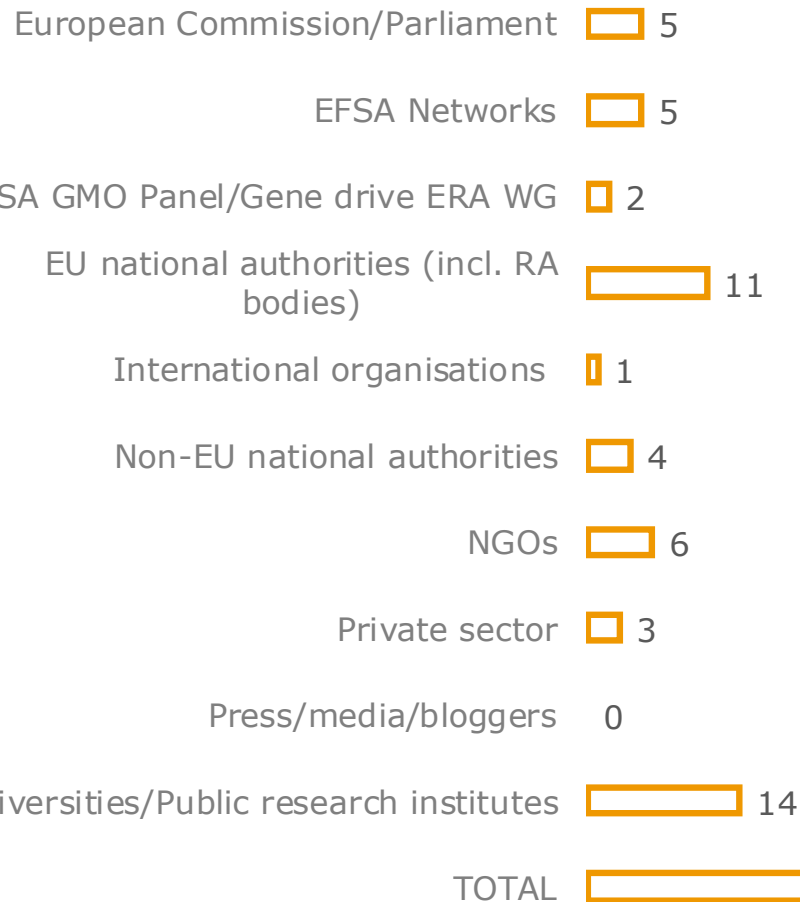 European Commission/Parliament 5
EFSA Networks 5
SA GMO Panel/Gene drive ERA WG 2
EU national authorities (incl. RA
bodies) 11
International organisations 1
Non-EU national authorities 4
NGOs 6
Private sector 3
Press/media/bloggers 0
iversities/Public research institutes 14
TOTAL